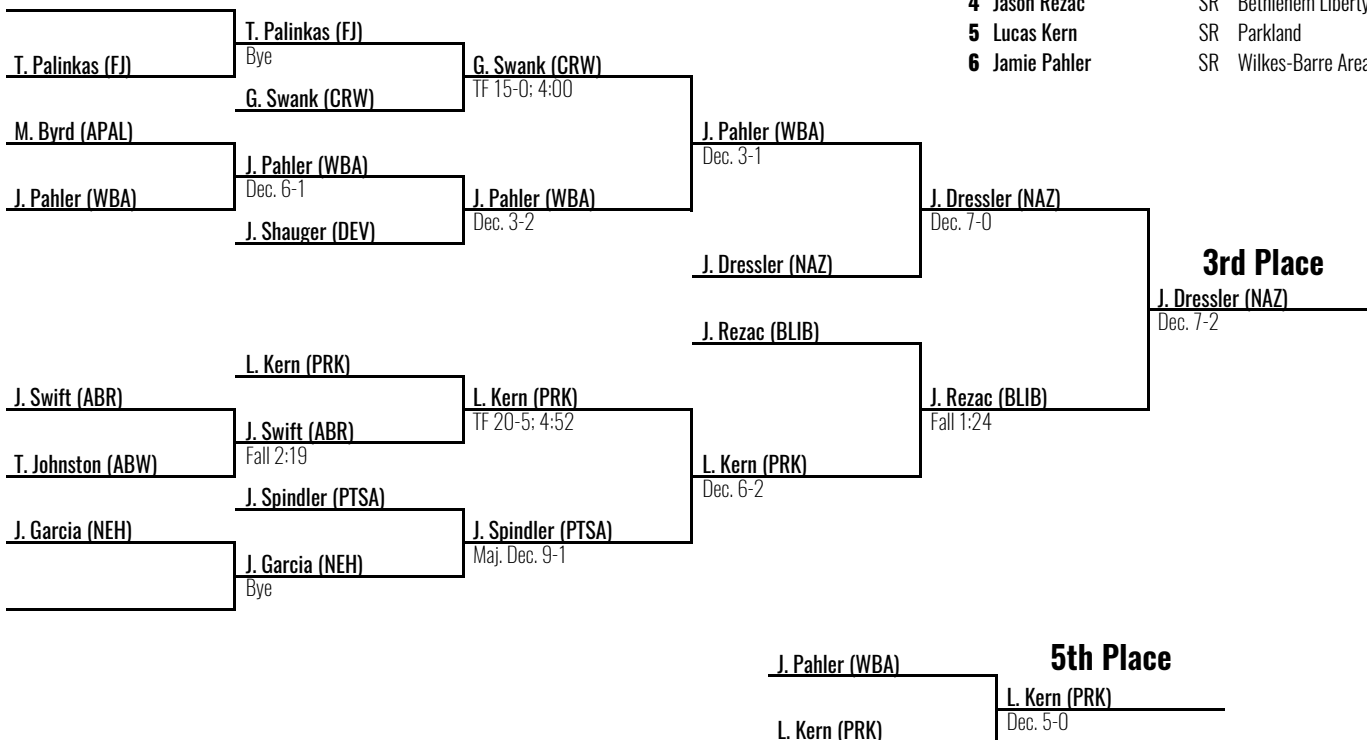 4 Jason Rezac SR Bethlehem Liberty
5 Lucas Kern SR Parkland
6 Jamie Pahler SR Wilkes-Barre Area
T. Palinkas (FJ)
Bye
T. Palinkas (FJ)
G. Swank (CRW)
TF 15-0; 4:00
G. Swank (CRW)
M. Byrd (APAL)
J. Pahler (WBA)
Dec. 3-1
J. Pahler (WBA)
Dec. 6-1
J. Pahler (WBA)
J. Pahler (WBA)
Dec. 3-2
J. Dressler (NAZ)
Dec. 7-0
J. Shauger (DEV)
J. Dressler (NAZ)
3rd Place
J. Dressler (NAZ)
Dec. 7-2
J. Rezac (BLIB)
L. Kern (PRK)
J. Swift (ABR)
L. Kern (PRK)
TF 20-5; 4:52
J. Rezac (BLIB)
Fall 1:24
J. Swift (ABR)
Fall 2:19
T. Johnston (ABW)
L. Kern (PRK)
Dec. 6-2
J. Spindler (PTSA)
J. Garcia (NEH)
J. Spindler (PTSA)
Maj. Dec. 9-1
J. Garcia (NEH)
Bye
5th Place
J. Pahler (WBA)
L. Kern (PRK)
Dec. 5-0
L. Kern (PRK)